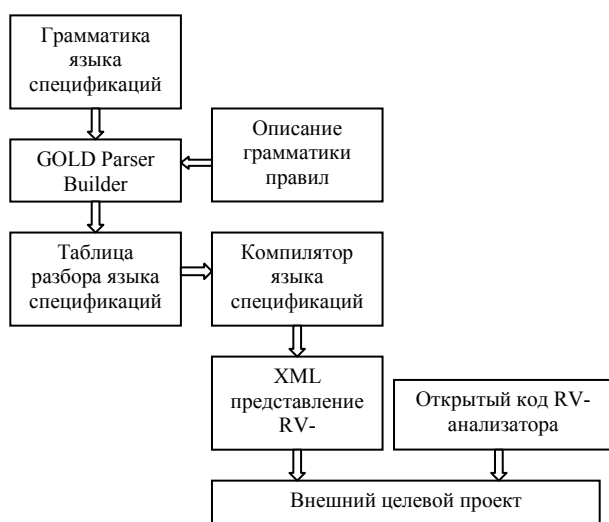 Грамматика
языка
спецификаций
Описание
грамматики
правил
GOLD Parser
Builder
Таблица
разбора языка
спецификаций
Компилятор
языка
спецификаций
XML
представление
RV-
Открытый код RV-
анализатора
Внешний целевой проект